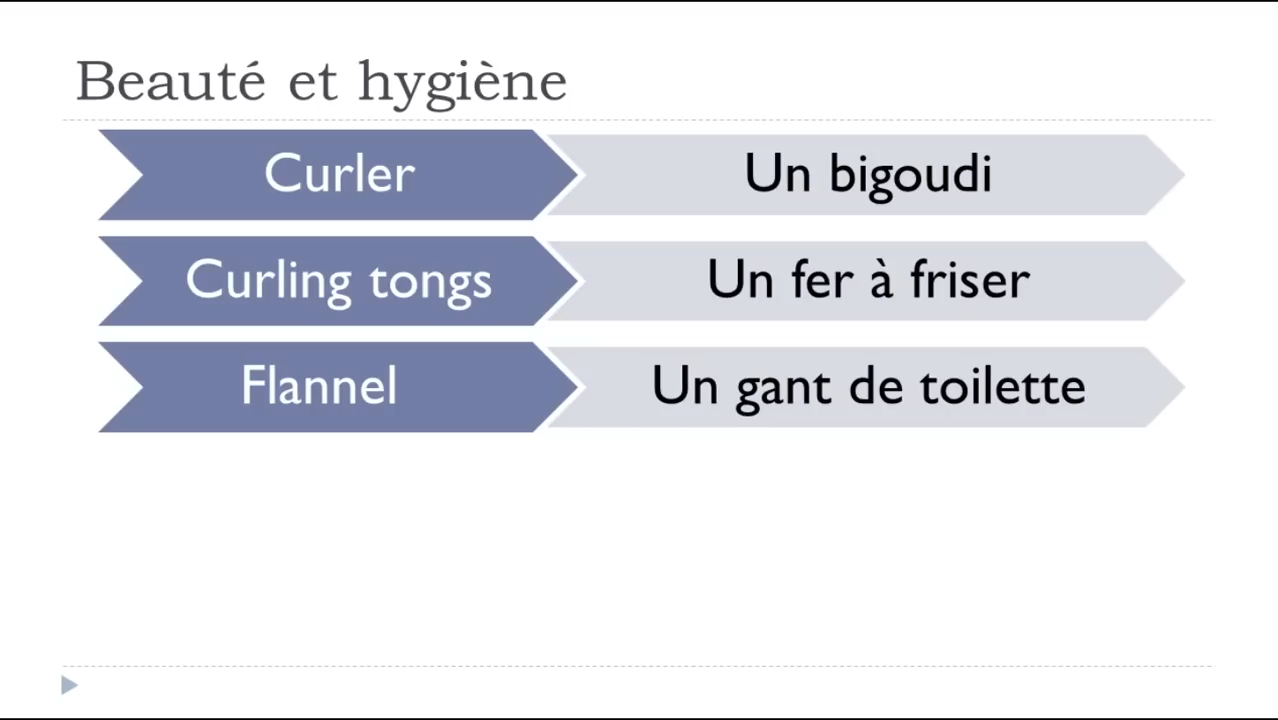 Beauté et hygiène
Curler
Un bigoudi
Curling tongs
Un fer à friser
Flannel
Un gant de toilette